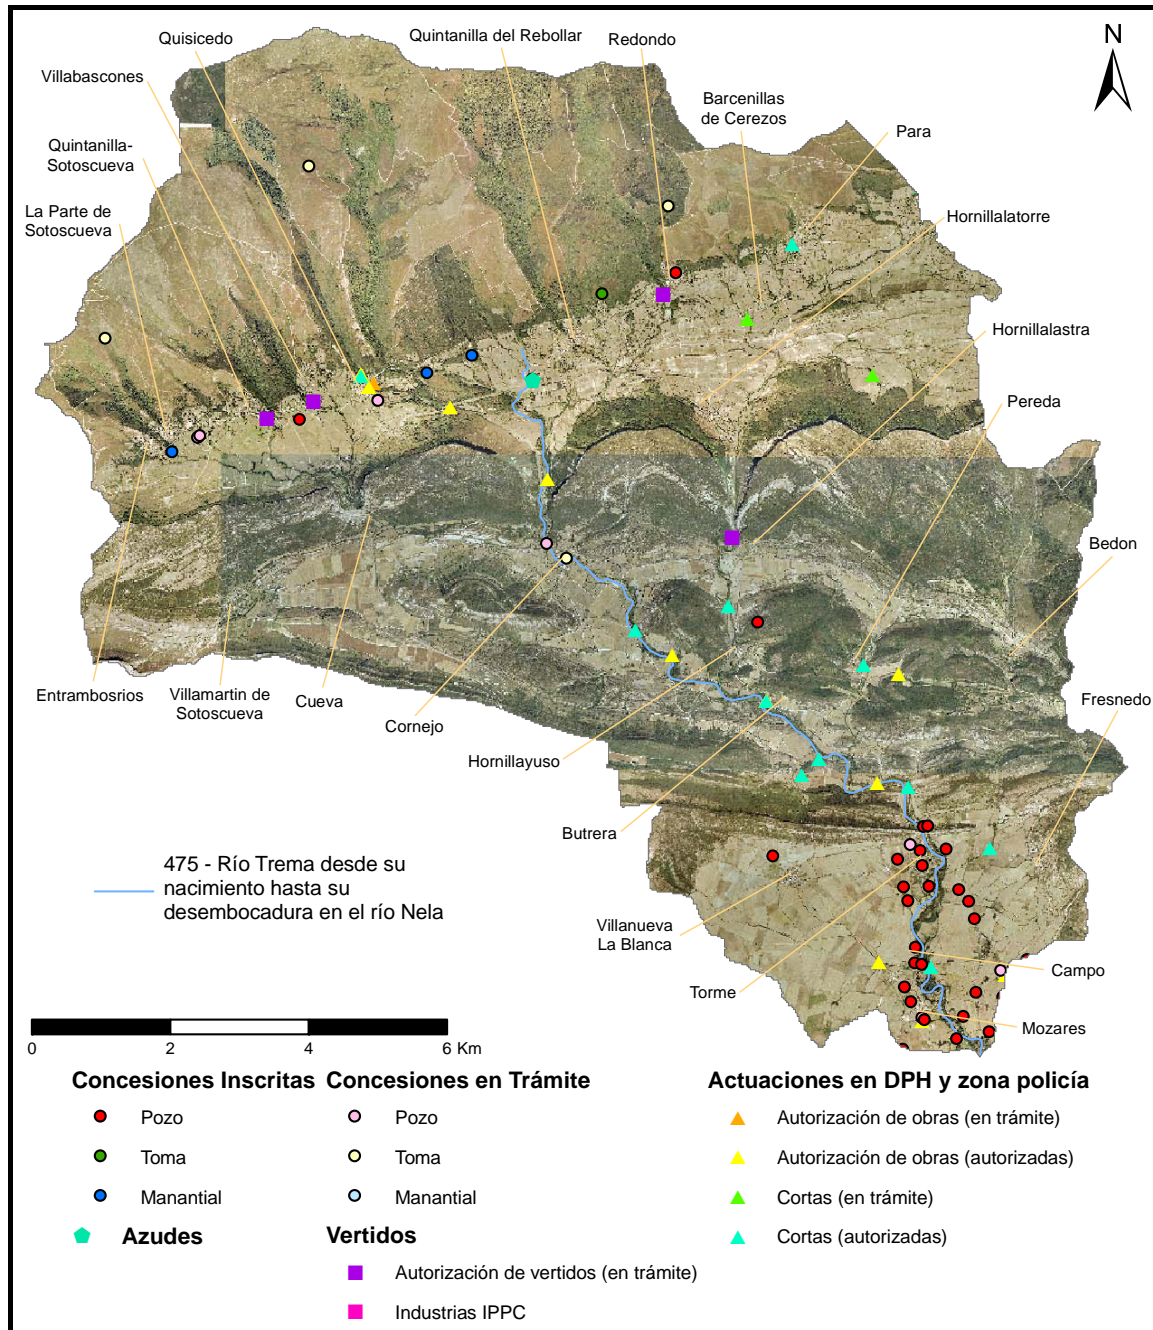 Quisicedo
Quintanilla del Rebollar
Redondo
N
Villabascones
Barcenillas
de Cerezos
Para
Quintanilla-
Sotoscueva
La Parte de
Sotoscueva
Hornillalatorre
Hornillalastra
Pereda
Bedon
Entrambosrios
Villamartin de
Sotoscueva
Cueva
Cornejo
Fresnedo
Hornillayuso
Butrera
475 - Río Trema desde su
nacimiento hasta su
desembocadura en el río Nela
Villanueva
La Blanca
Campo
Torme
Mozares
0 2 4 6 Km
Concesiones Inscritas
Pozo
Toma
Manantial
Azudes
Concesiones en Trámite
Pozo
Toma
Manantial
Vertidos
Autorización de vertidos (en trámite)
Industrias IPPC
Actuaciones en DPH y zona policía
Autorización de obras (en trámite)
Autorización de obras (autorizadas)
Cortas (en trámite)
Cortas (autorizadas)